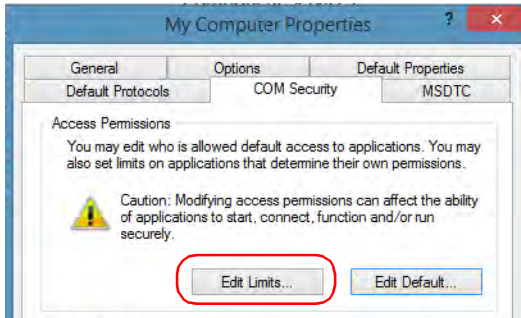 My Computer Properties
?
General Options Default Properties
Default Protocols COM Security MSDTC
Access Permissions
You may edit who is allowed default access to applications. You may
also set limits on applications that determine their own permissions.
Caution: Modifying access permissions can affect the ability
of applications to start, connect, function and/or run
securely.
Edit Limits... Edit Default...